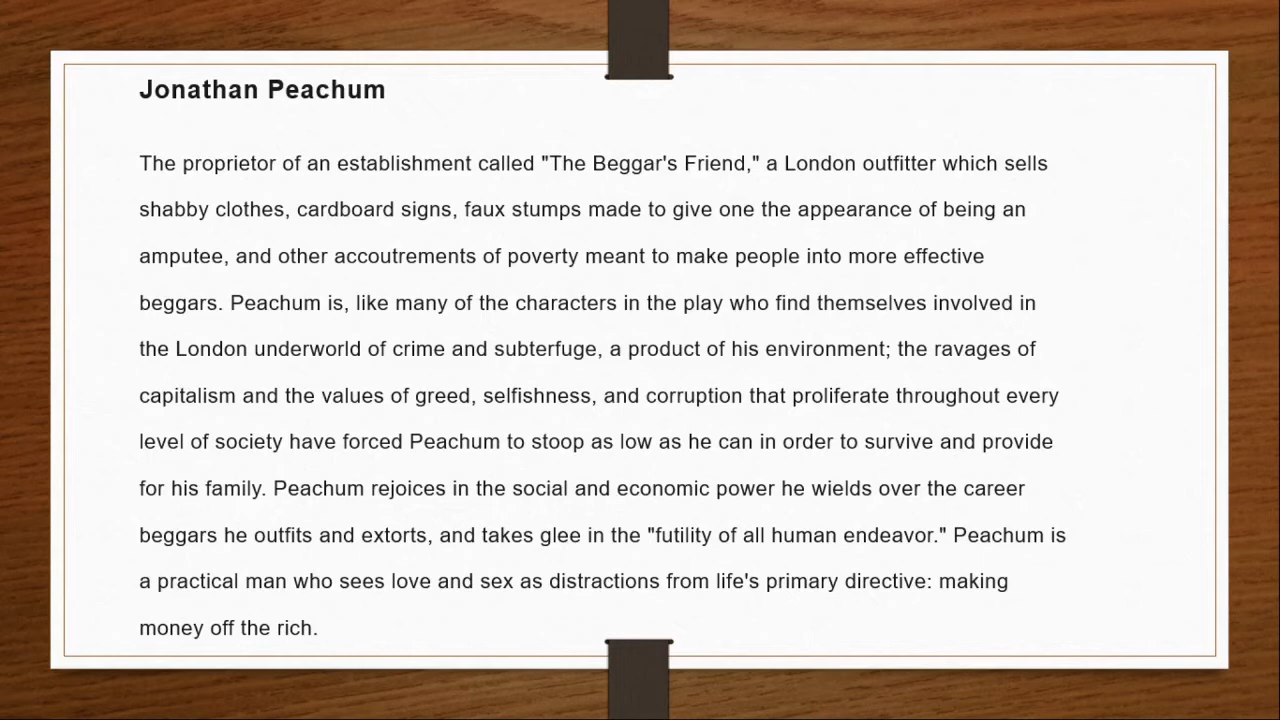 Jonathan Peachum
The proprietor of an establishment called "The Beggar's Friend," a London outfitter which sells
shabby clothes, cardboard signs, faux stumps made to give one the appearance of being an
amputee, and other accoutrements of poverty meant to make people into more effective
beggars. Peachum is, like many of the characters in the play who find themselves involved in
the London underworld of crime and subterfuge, a product of his environment; the ravages of
capitalism and the values of greed, selfishness, and corruption that proliferate throughout every
level of society have forced Peachum to stoop as low as he can in order to survive and provide
for his family. Peachum rejoices in the social and economic power he wields over the career
beggars he outfits and extorts, and takes glee in the "futility of all human endeavor." Peachum is
a practical man who sees love and sex as distractions from life's primary directive: making
money off the rich.